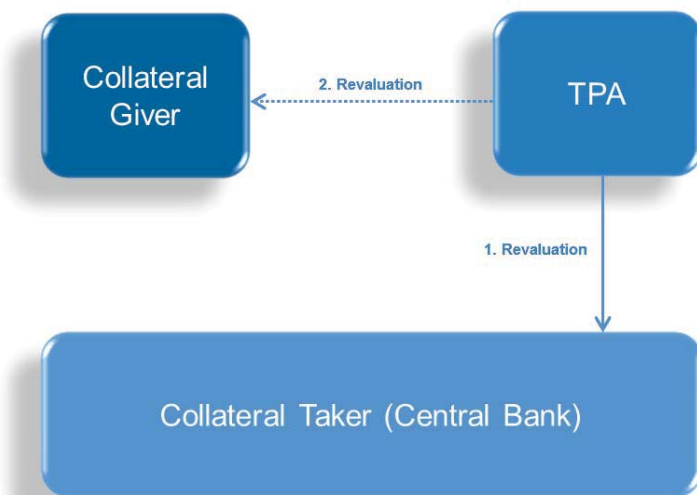 Collateral
Giver
2. Revaluation
TPA
1. Revaluation
Collateral Taker (Central Bank)